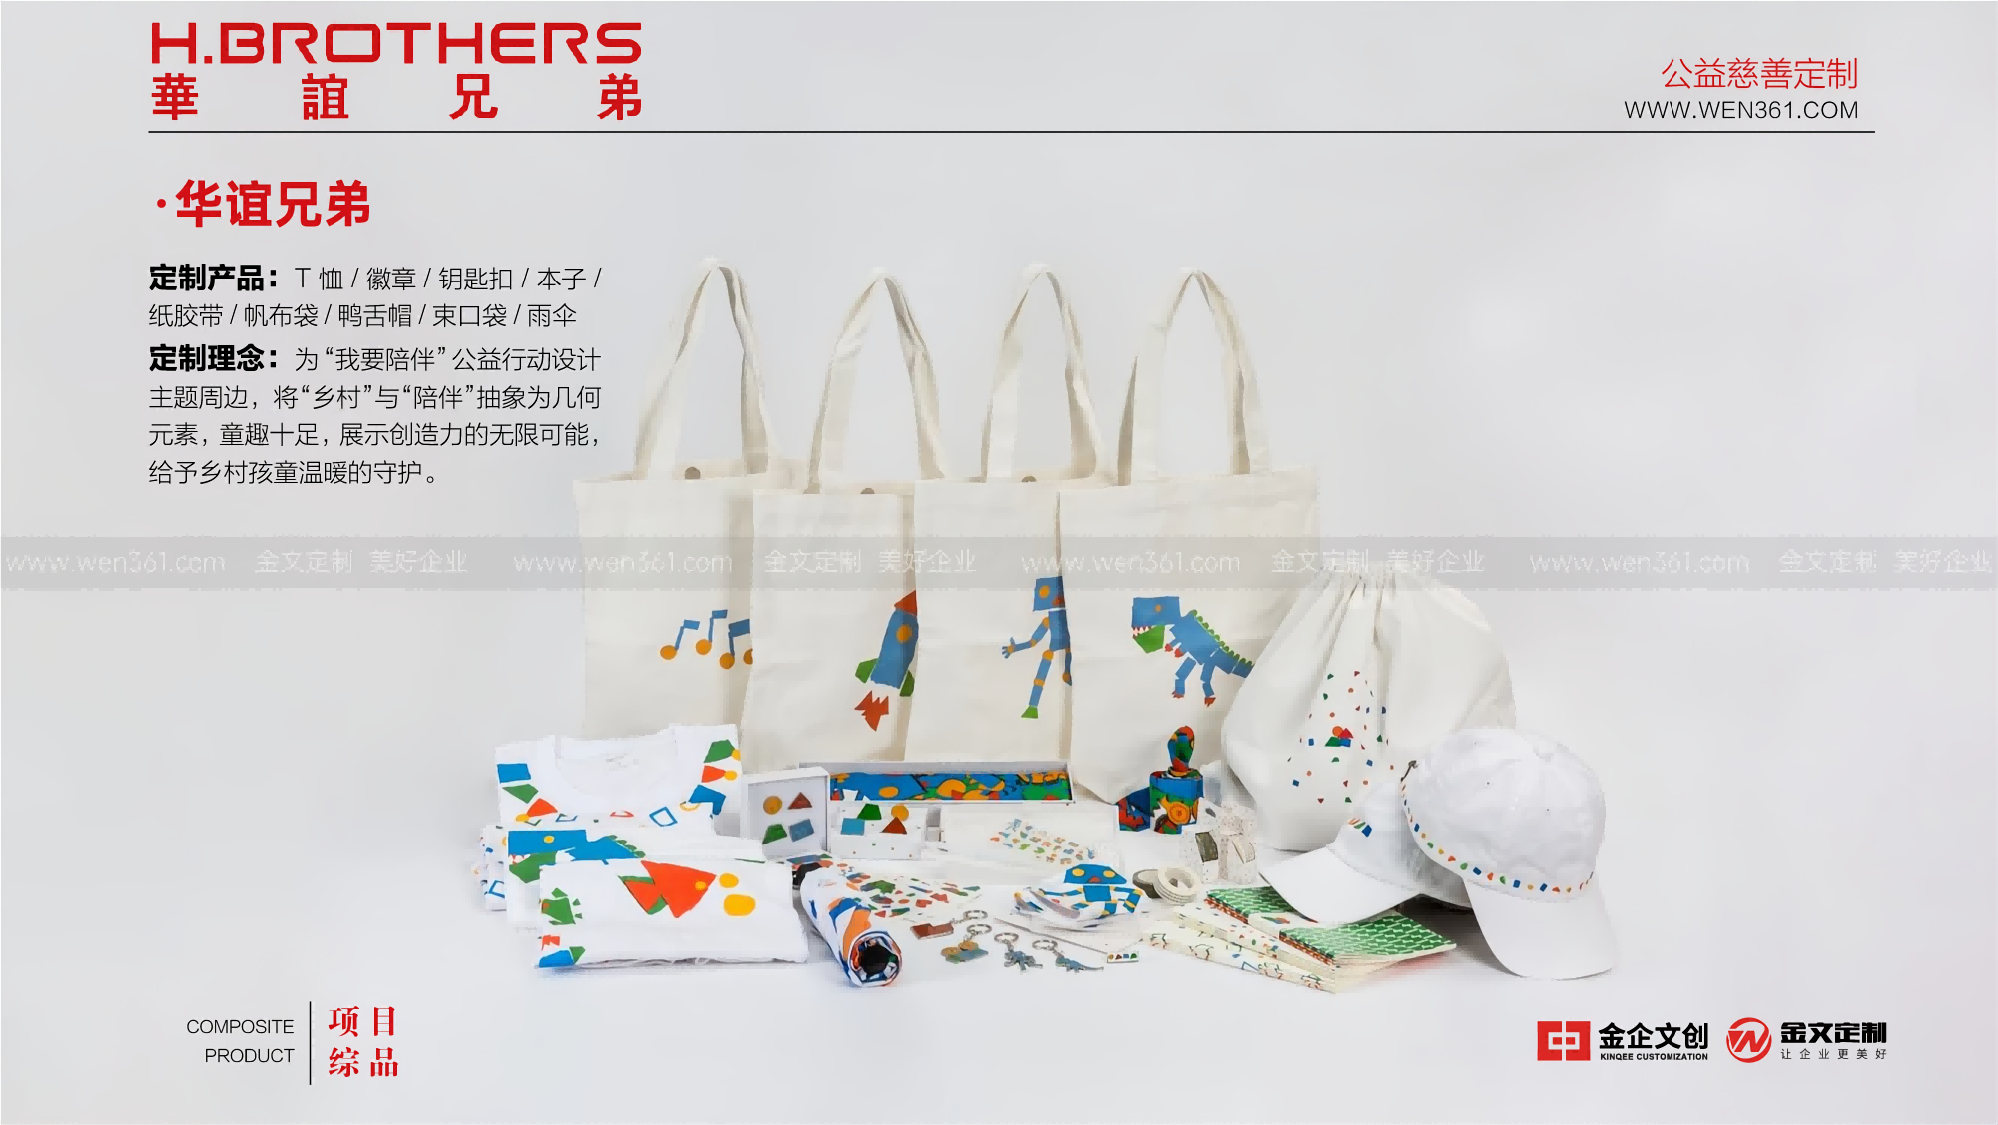 H.BROTHERS
華誼兄弟
公益慈善定制
WWW.WEN361.COM
·华谊兄弟
定制产品：T 恤 / 徽章 / 钥匙扣 / 本子 /
纸胶带 / 帆布袋 / 鸭舌帽 / 束口袋 / 雨伞
定制理念：为 “我要陪伴” 公益行动设计
主题周边，将“乡村”与“陪伴”抽象为几何
元素，童趣十足，展示创造力的无限可能，
给予乡村孩童温暖的守护。
www.wen361.com 金文定制 美好企业 www.wen361.com 金文定制 美好企业 www.wen361.com 金文定制 美好企业 www.wen361.com 金文定制 美好企业
COMPOSITE
PRODUCT
项目
综品
金企文创
KINQEE CUSTOMIZATION
金文定制
让企业更美好